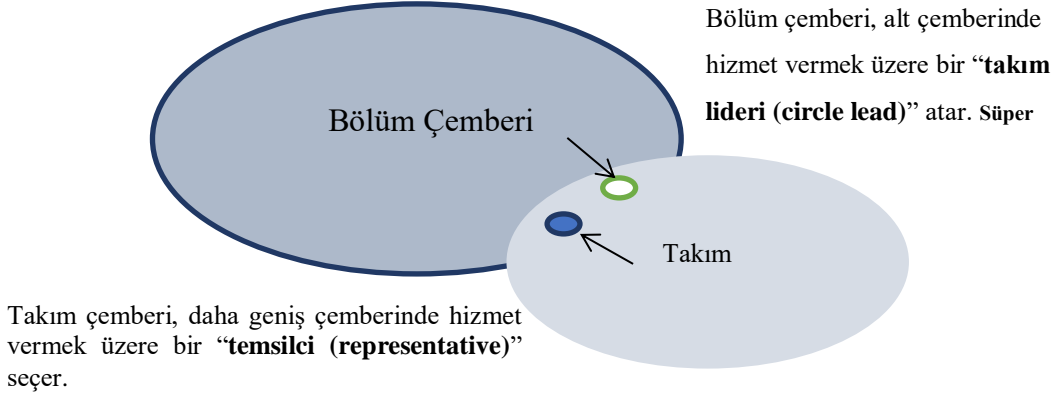 Bölüm çemberi, alt çemberinde
hizmet vermek üzere bir “takım
lideri (circle lead)” atar. Süper
Bölüm Çemberi
Takım
Takım çemberi, daha geniş çemberinde hizmet
vermek üzere bir “temsilci (representative)”
seçer.